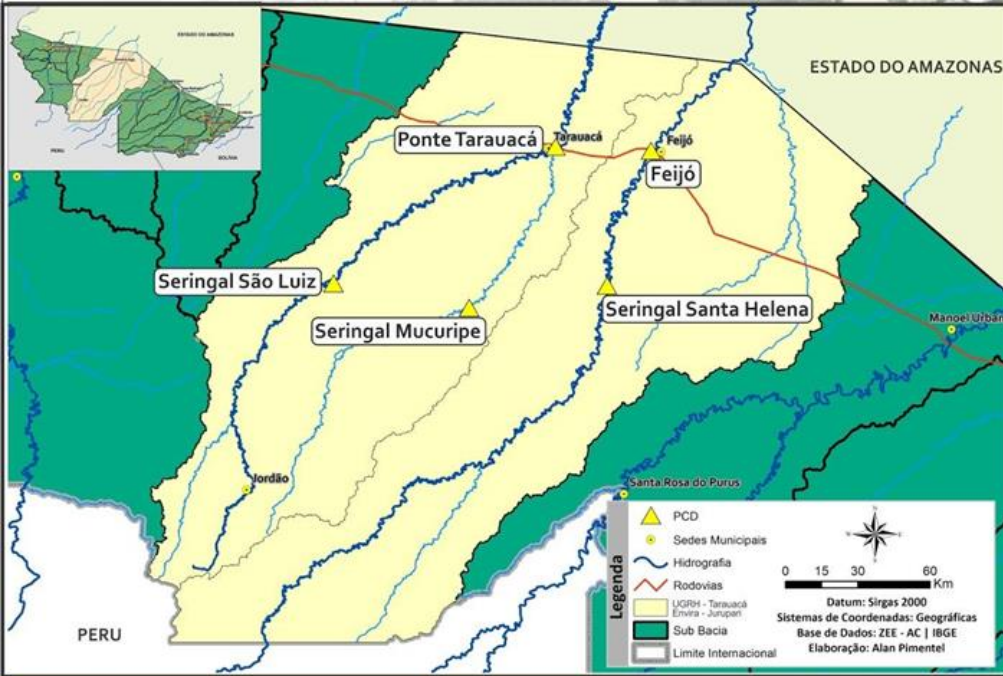 ESTADO DO AMAZONAS
PERU
BOLÍVIA
ESTADO DO AMAZONAS
Ponte Tarauacá
Tarauacá
Feijó
Feijó
Seringal São Luiz
Seringal Mucuripe
Seringal Santa Helena
Manoel Urban
Jordão
Santa Rosa do Purus
PERU
Legenda
PCD
Sedes Municipais
Hidrografia
Rodovias
UGRH - Tarauacá
Envira - Jurupari
Sub Bacia
Limite Internacional
0 15 30 60
Km
Datum: Sirgas 2000
Sistemas de Coordenadas: Geográficas
Base de Dados: ZEE - AC | IBGE
Elaboração: Alan Pimentel